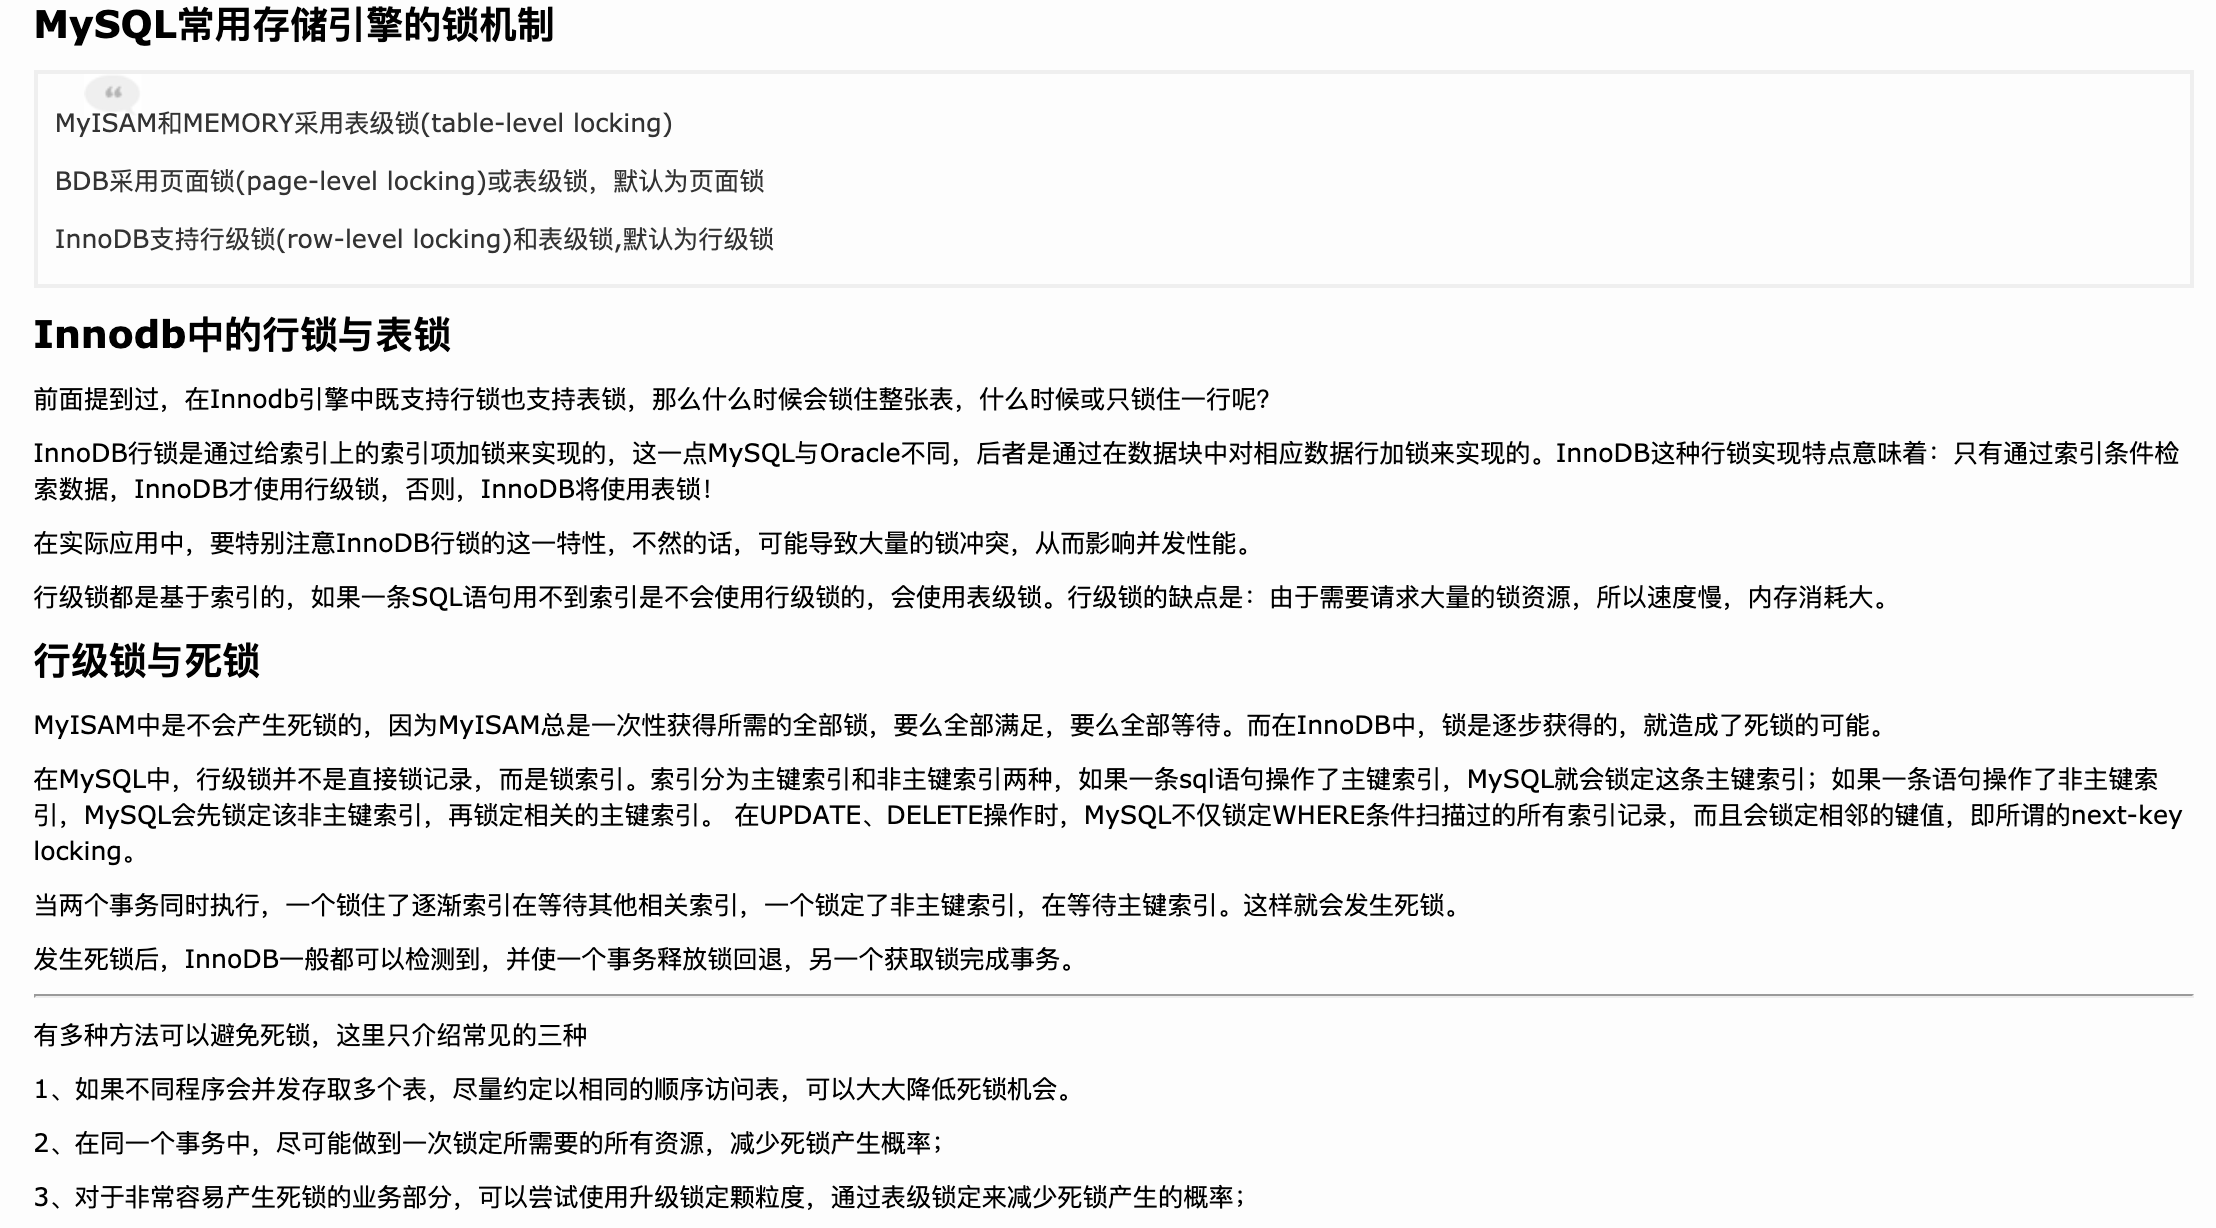 MySQL常用存储引擎的锁机制
“
MyISAM和MEMORY采用表级锁(table-level locking)
BDB采用页面锁(page-level locking)或表级锁，默认为页面锁
InnoDB支持行级锁(row-level locking)和表级锁,默认为行级锁
Innodb中的行锁与表锁
前面提到过，在Innodb引擎中既支持行锁也支持表锁，那么什么时候会锁住整张表，什么时候或只锁住一行呢？
InnoDB行锁是通过给索引上的索引项加锁来实现的，这一点MySQL与Oracle不同，后者是通过在数据块中对相应数据行加锁来实现的。InnoDB这种行锁实现特点意味着：只有通过索引条件检
索数据，InnoDB才使用行级锁，否则，InnoDB将使用表锁！
在实际应用中，要特别注意InnoDB行锁的这一特性，不然的话，可能导致大量的锁冲突，从而影响并发性能。
行级锁都是基于索引的，如果一条SQL语句用不到索引是不会使用行级锁的，会使用表级锁。行级锁的缺点是：由于需要请求大量的锁资源，所以速度慢，内存消耗大。
行级锁与死锁
MyISAM中是不会产生死锁的，因为MyISAM总是一次性获得所需的全部锁，要么全部满足，要么全部等待。而在InnoDB中，锁是逐步获得的，就造成了死锁的可能。
在MySQL中，行级锁并不是直接锁记录，而是锁索引。索引分为主键索引和非主键索引两种，如果一条sql语句操作了主键索引，MySQL就会锁定这条主键索引；如果一条语句操作了非主键索
引，MySQL会先锁定该非主键索引，再锁定相关的主键索引。 在UPDATE、DELETE操作时，MySQL不仅锁定WHERE条件扫描过的所有索引记录，而且会锁定相邻的键值，即所谓的next-key
locking。
当两个事务同时执行，一个锁住了逐渐索引在等待其他相关索引，一个锁定了非主键索引，在等待主键索引。这样就会发生死锁。
发生死锁后，InnoDB一般都可以检测到，并使一个事务释放锁回退，另一个获取锁完成事务。
有多种方法可以避免死锁，这里只介绍常见的三种
1、如果不同程序会并发存取多个表，尽量约定以相同的顺序访问表，可以大大降低死锁机会。
2、在同一个事务中，尽可能做到一次锁定所需要的所有资源，减少死锁产生概率；
3、对于非常容易产生死锁的业务部分，可以尝试使用升级锁定颗粒度，通过表级锁定来减少死锁产生的概率；